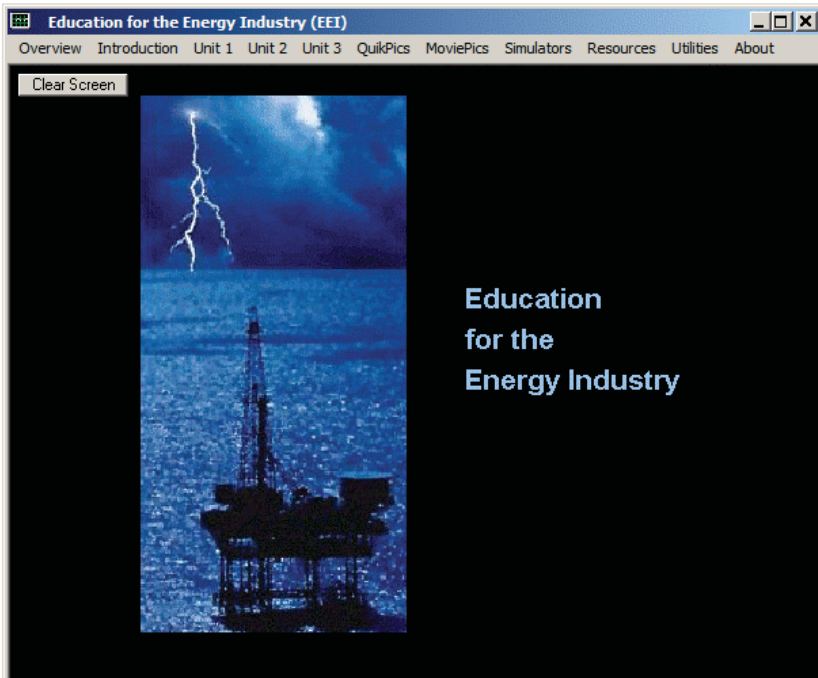 Education for the Energy Industry (EEI)
Overview Introduction Unit 1 Unit 2 Unit 3 QuikPics MoviePics Simulators Resources Utilities About
Clear Screen
Education
for the
Energy Industry